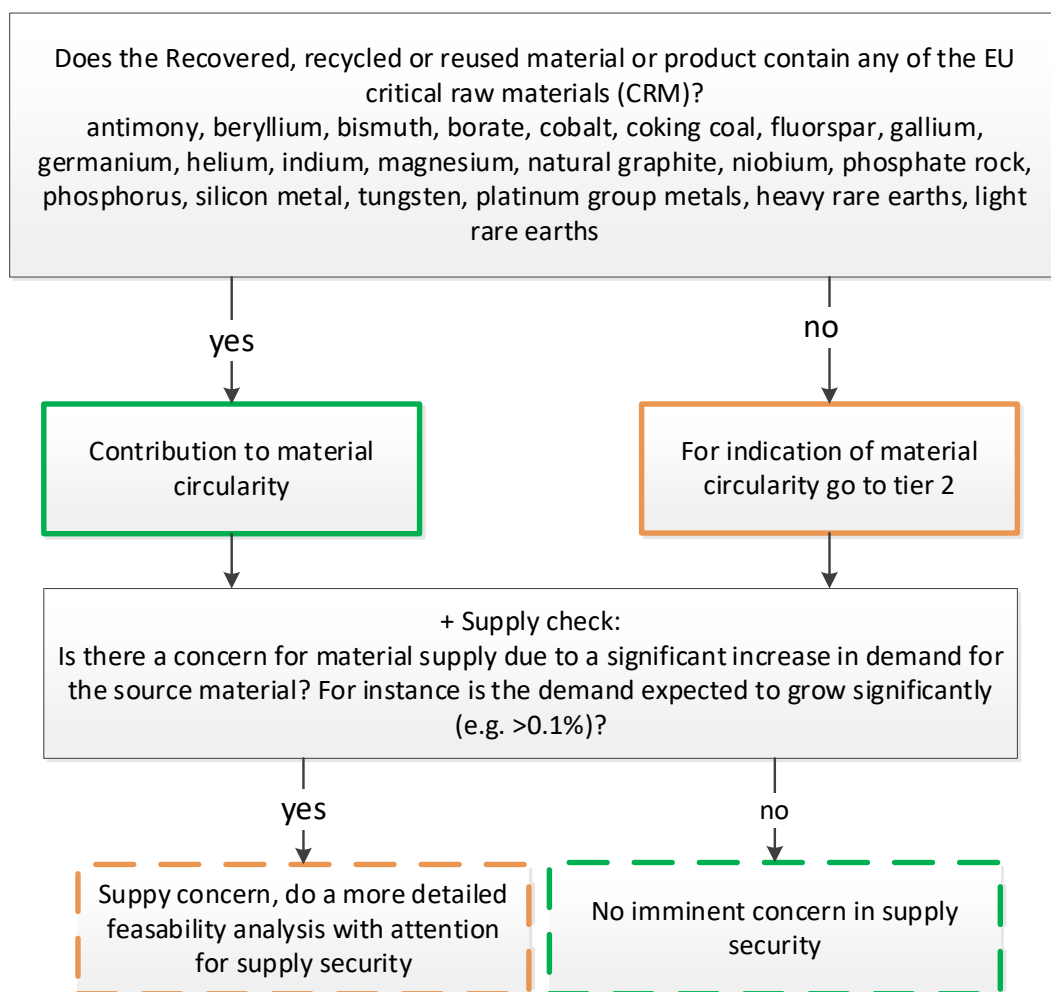 Does the Recovered, recycled or reused material or product contain any of the EU
critical raw materials (CRM)?
antimony, beryllium, bismuth, borate, cobalt, coking coal, fluorspar, gallium,
germanium, helium, indium, magnesium, natural graphite, niobium, phosphate rock,
phosphorus, silicon metal, tungsten, platinum group metals, heavy rare earths, light
rare earths
yes
no
Contribution to material
circularity
For indication of material
circularity go to tier 2
+ Supply check:
Is there a concern for material supply due to a significant increase in demand for
the source material? For instance is the demand expected to grow significantly
(e.g. >0.1%)?
yes
no
Suppy concern, do a more detailed
feasability analysis with attention
for supply security
No imminent concern in supply
security